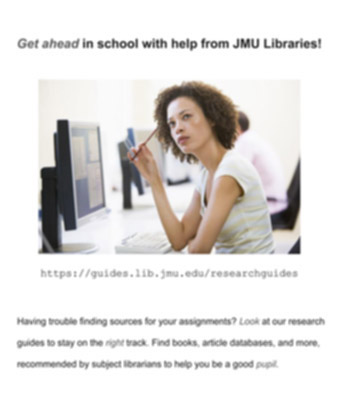 Get ahead in school with help from JMU Libraries!
https://guides.lib.jmu.edu/researchguides
Having trouble finding sources for your assignments? Look at our research
guides to stay on the right track. Find books, article databases, and more,
recommended by subject librarians to help you be a good pupil.